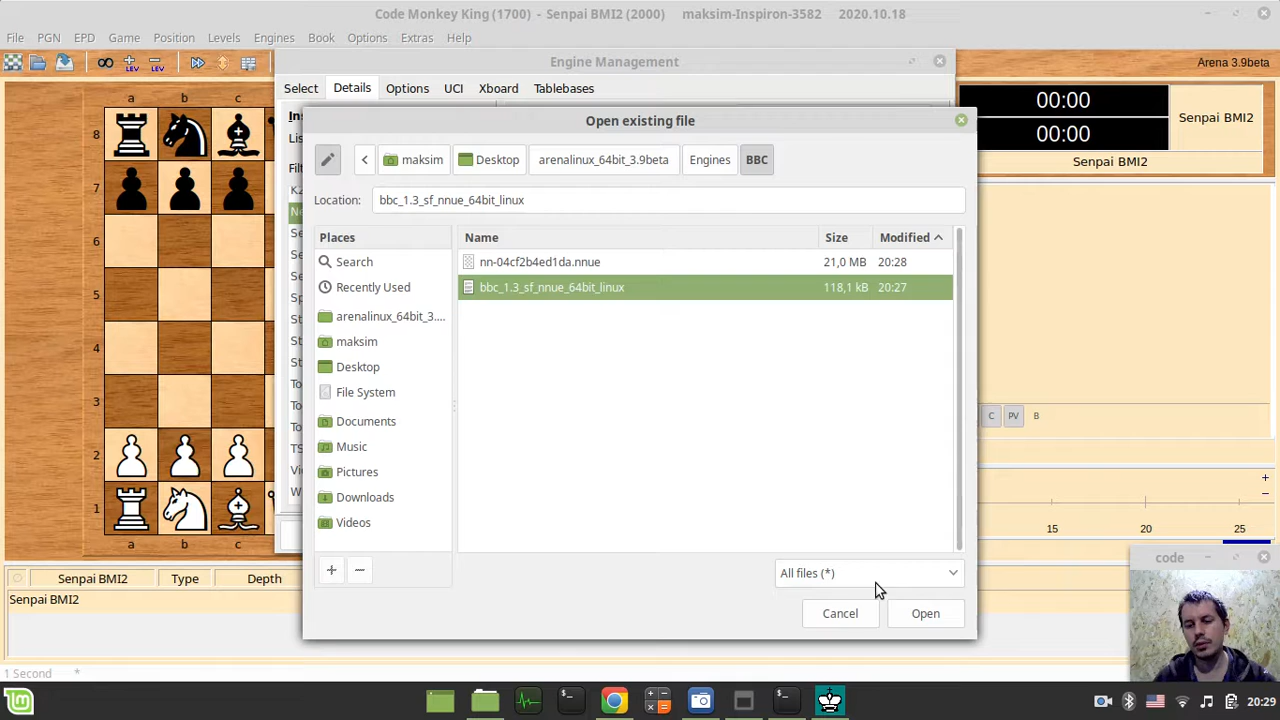 Code Monkey King (1700) - Senpai BMI2 (2000) maksim-Inspiron-3582 2020.10.18
File PGN EPD Game Position Levels Engines Book Options Extras Help
Engine Management
LEV LEV
Arena 3.9beta
Select Details Options UCI Xboard Tablebases
a b c
00:00
Senpai BMI2
00:00
Senpai BMI2
Open existing file
8
maksim Desktop arenalinux_64bit_3.9beta Engines BBC
7
Location: bbc_1.3_sf_nnue_64bit_linux
6
Places Name Size Modified
Search nn-04cf2b4ed1da.nnue 21,0 MB 20:28
5
Recently Used bbc_1.3_sf_nnue_64bit_linux 118,1 kB 20:27
arenalinux_64bit_3....
4
maksim
Desktop
3
File System
Documents
C PV B
2
Music
Pictures
Downloads
1
Videos
a b c
15 20 25
All files (*)
Cancel Open
code
Senpai BMI2 Type Depth
Senpai BMI2
1 Second *
20:29